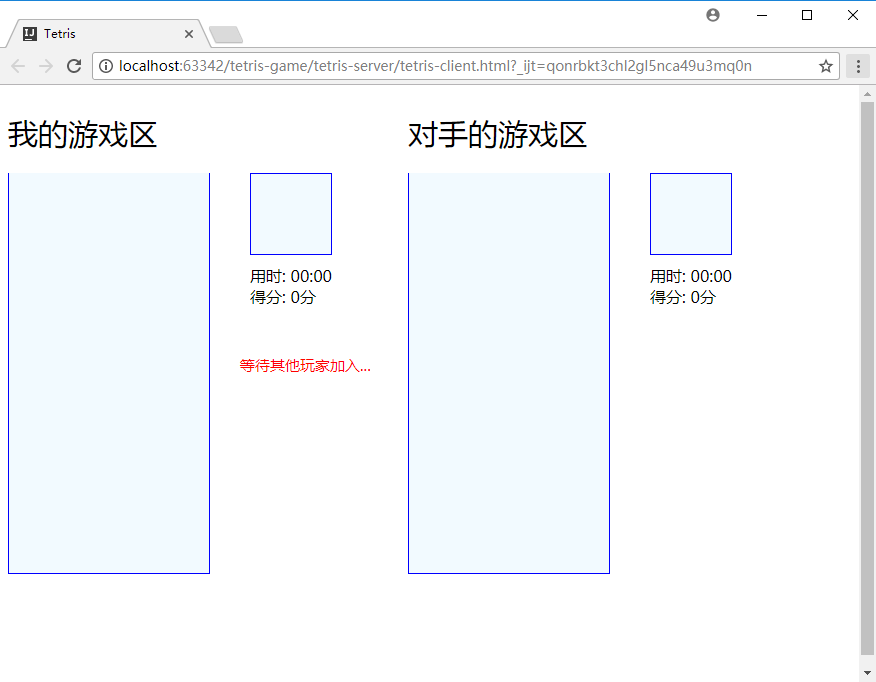 Tetris
localhost:63342/tetris-game/tetris-server/tetris-client.html?_ijt=qonrbkt3chl2gl5nca49u3mq0n
我的游戏区
用时: 00:00
得分: 0分
等待其他玩家加入...
对手的游戏区
用时: 00:00
得分: 0分